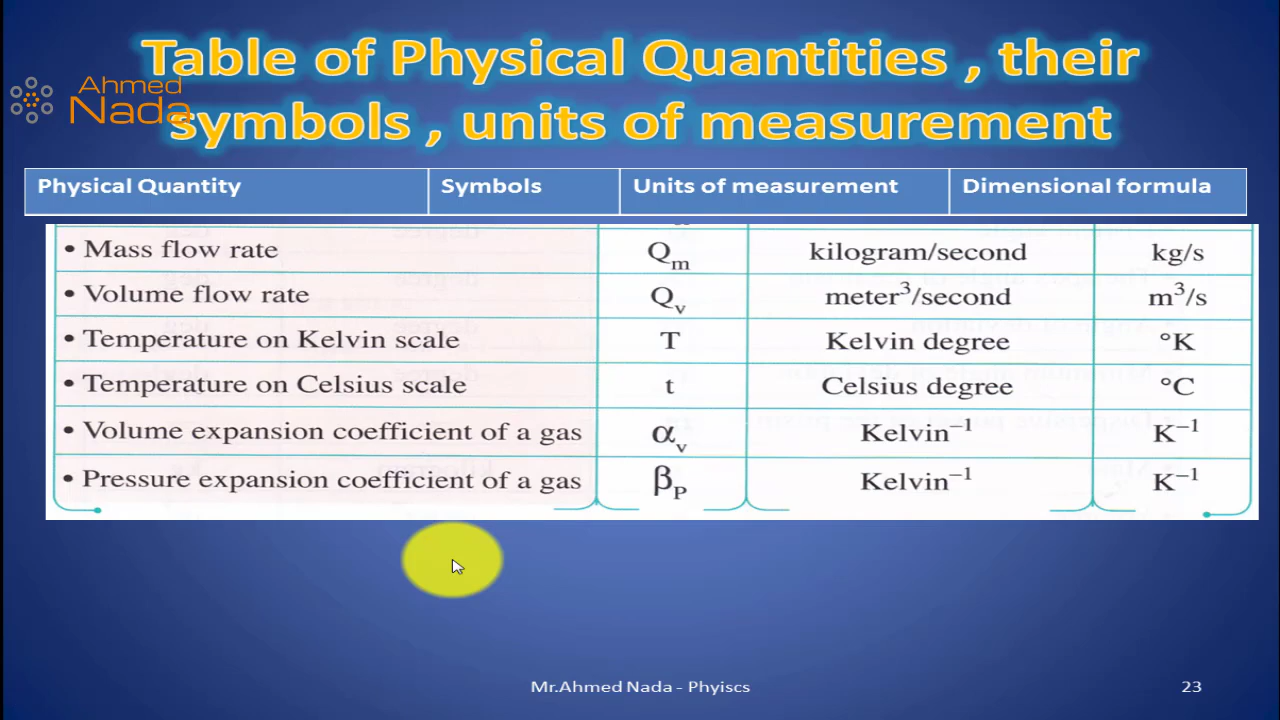 Table of Physical Quantities , their
symbols , units of measurement
Ahmed
Nada
Physical Quantity Symbols Units of measurement Dimensional formula
• Mass flow rate Qm kilogram/second kg/s
• Volume flow rate Qv meter³/second m³/s
• Temperature on Kelvin scale T Kelvin degree °K
• Temperature on Celsius scale t Celsius degree °C
• Volume expansion coefficient of a gas αv Kelvin⁻¹ K⁻¹
• Pressure expansion coefficient of a gas βP Kelvin⁻¹ K⁻¹
Mr.Ahmed Nada - Phyiscs 23